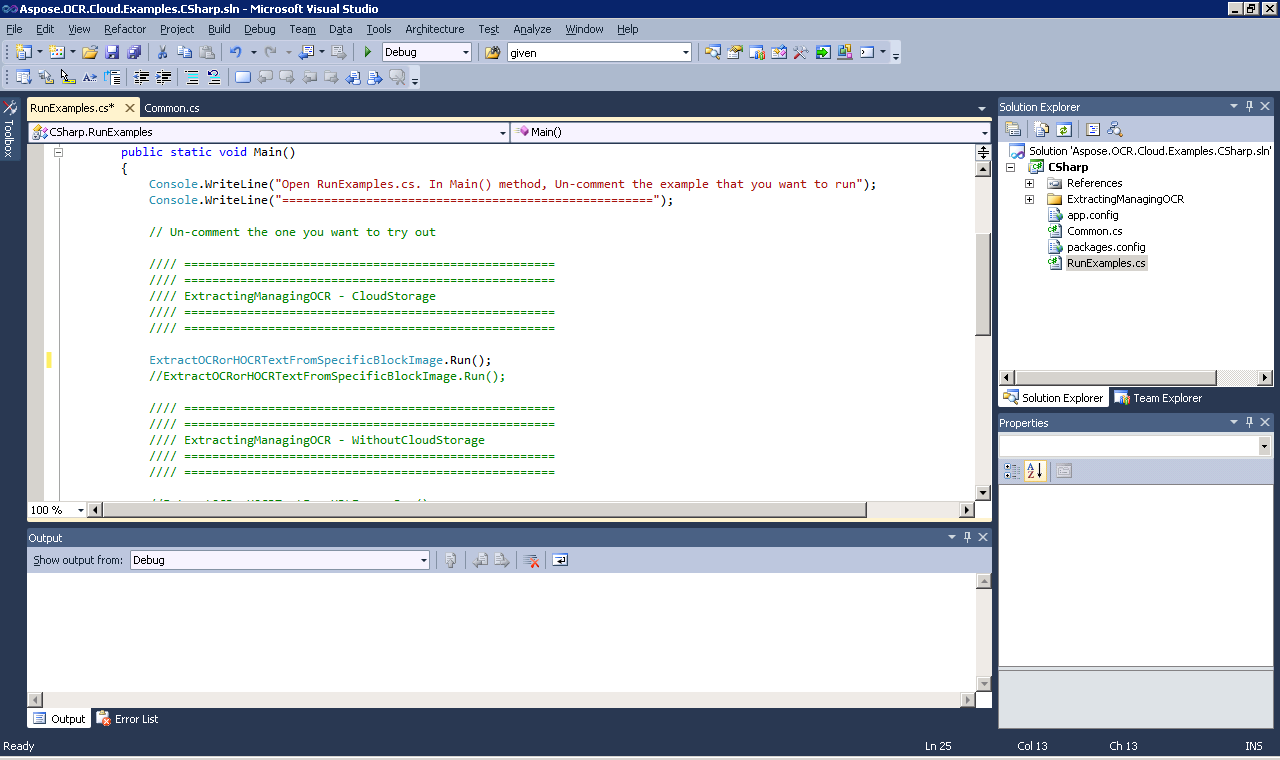 Aspose.OCR.Cloud.Examples.CSharp.sln - Microsoft Visual Studio
File Edit View Refactor Project Build Debug Team Data Tools Architecture Test Analyze Window Help
Debug given
RunExamples.cs* Common.cs
Toolbox
CSharp.RunExamples Main()
public static void Main()
{
Console.WriteLine("Open RunExamples.cs. In Main() method, Un-comment the example that you want to run");
Console.WriteLine("=====================================================");
// Un-comment the one you want to try out
//// =====================================================
//// =====================================================
//// ExtractingManagingOCR - CloudStorage
//// =====================================================
//// =====================================================
ExtractOCRorHOCRTextFromSpecificBlockImage.Run();
//ExtractOCRorHOCRTextFromSpecificBlockImage.Run();
//// =====================================================
//// =====================================================
//// ExtractingManagingOCR - WithoutCloudStorage
//// =====================================================
//// =====================================================
100 %
Output
Show output from: Debug
Output Error List
Solution Explorer
Solution 'Aspose.OCR.Cloud.Examples.CSharp.sln'
CSharp
References
ExtractingManagingOCR
app.config
Common.cs
packages.config
RunExamples.cs
Solution Explorer Team Explorer
Properties
Ready Ln 25 Col 13 Ch 13 INS